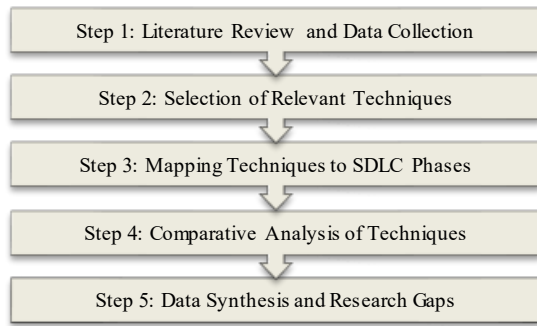 Step 1: Literature Review and Data Collection
Step 2: Selection of Relevant Techniques
Step 3: Mapping Techniques to SDLC Phases
Step 4: Comparative Analysis of Techniques
Step 5: Data Synthesis and Research Gaps